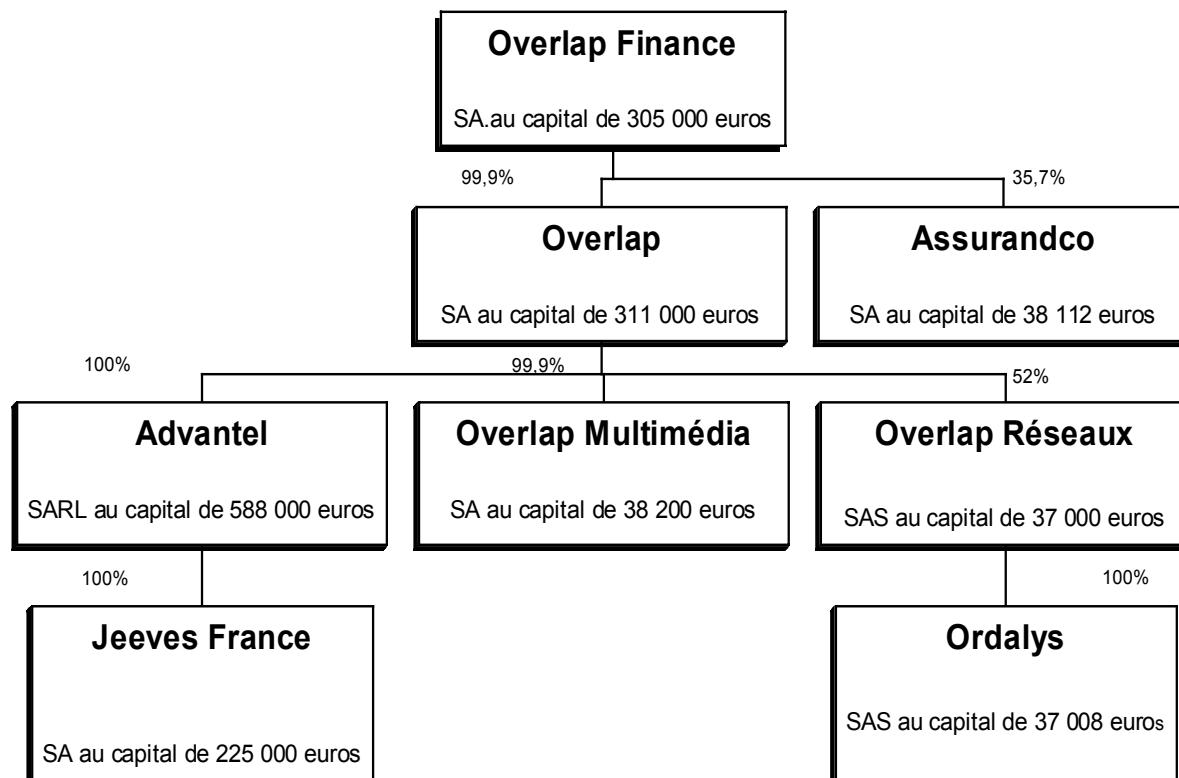 Overlap Finance
SA.au capital de 305 000 euros
99,9%
35,7%
Overlap
SA au capital de 311 000 euros
Assurandco
SA au capital de 38 112 euros
100%
99,9%
52%
Advantel
SARL au capital de 588 000 euros
Overlap Multimédia
SA au capital de 38 200 euros
Overlap Réseaux
SAS au capital de 37 000 euros
100%
100%
Jeeves France
SA au capital de 225 000 euros
Ordalys
SAS au capital de 37 008 euros